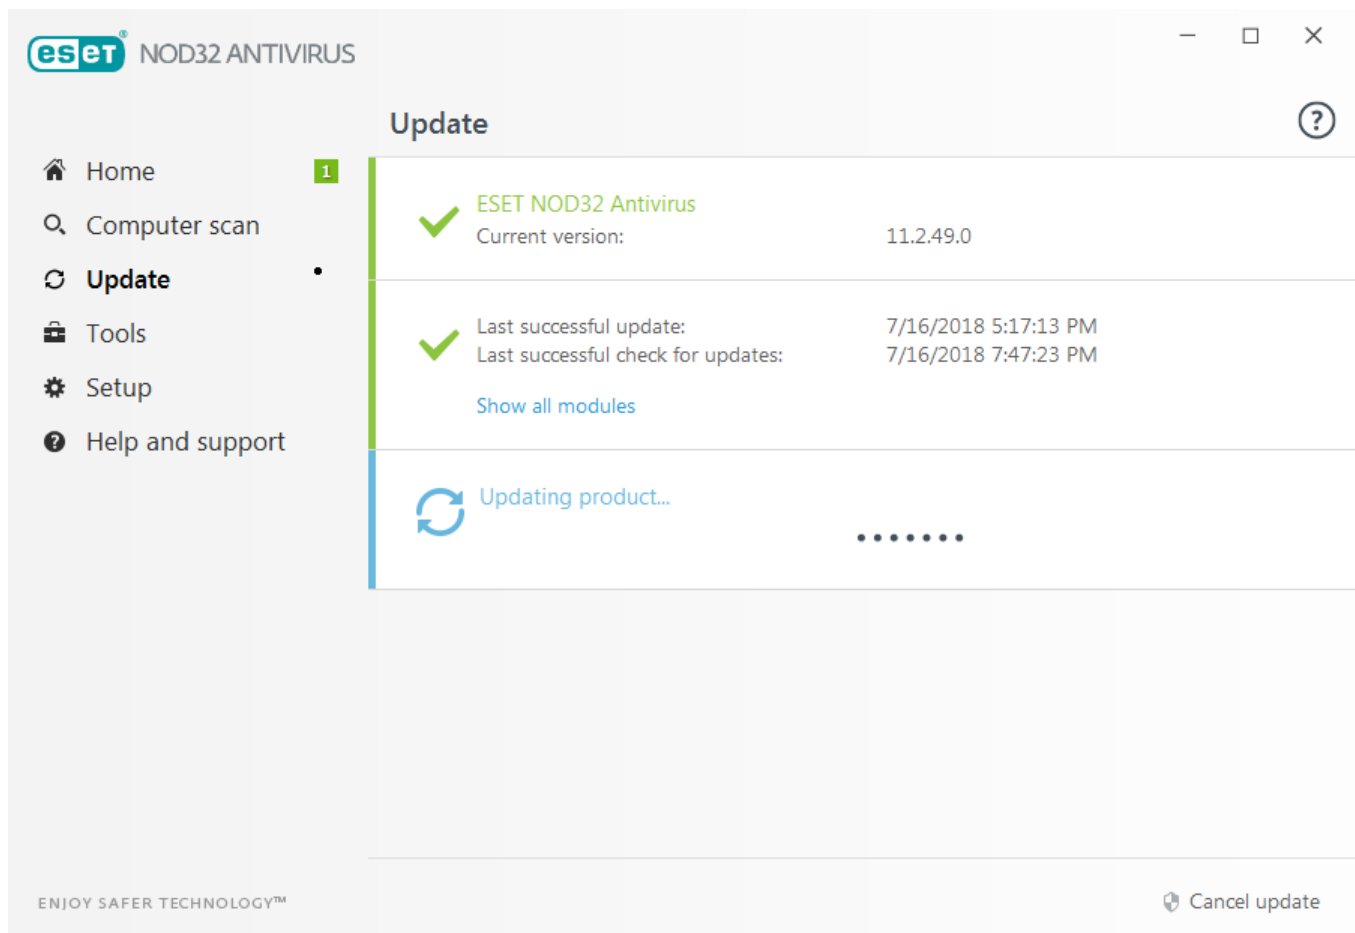 eset® NOD32 ANTIVIRUS
Update
?
Home 1
Computer scan
Update
Tools
Setup
Help and support
ESET NOD32 Antivirus
Current version: 11.2.49.0
Last successful update: 7/16/2018 5:17:13 PM
Last successful check for updates: 7/16/2018 7:47:23 PM
Show all modules
Updating product...
ENJOY SAFER TECHNOLOGY™
Cancel update